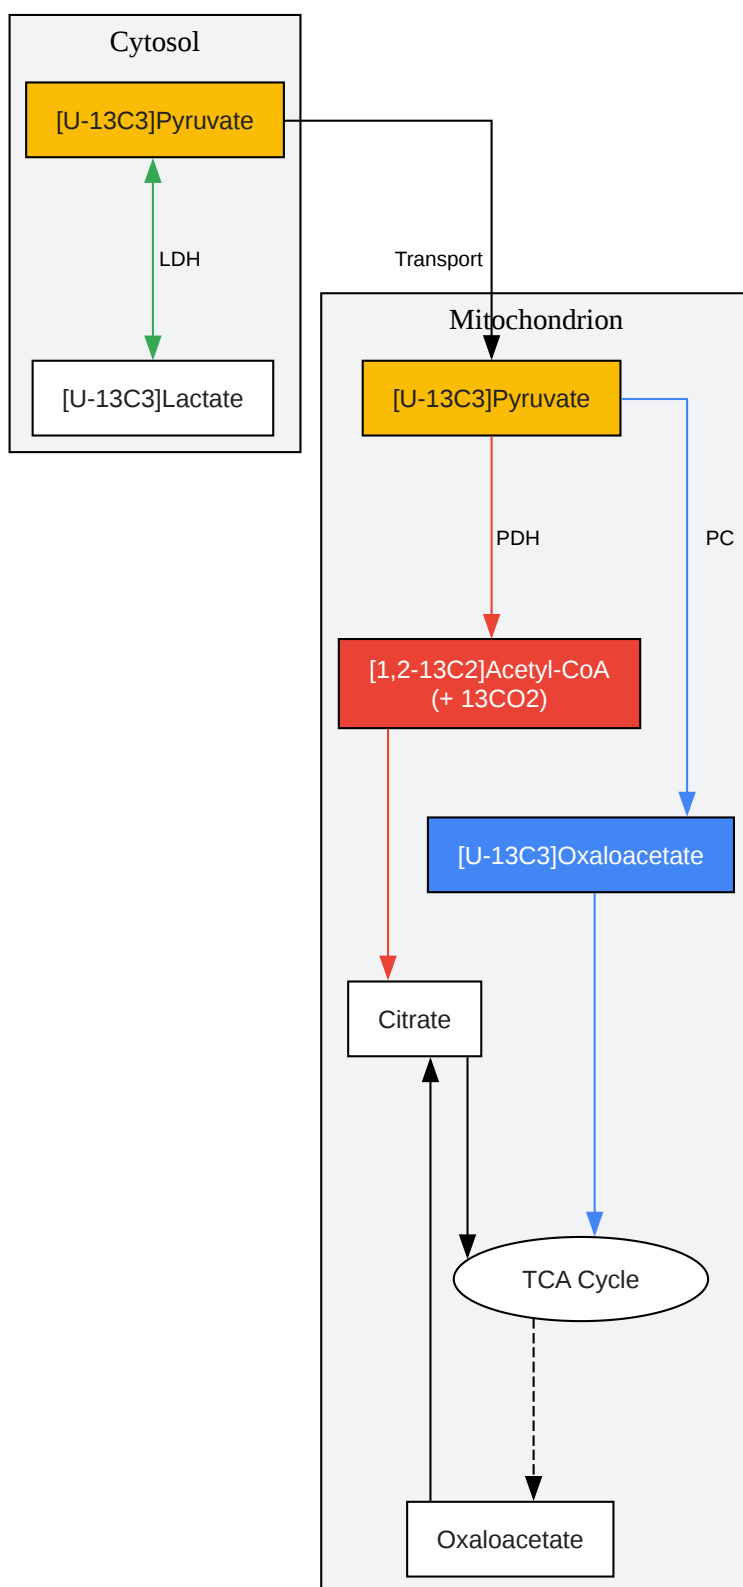 Cytosol
[U-13C3]Pyruvate
LDH
Transport
[U-13C3]Lactate
Mitochondrion
[U-13C3]Pyruvate
PDH
PC
[1,2-13C2]Acetyl-CoA
(+ 13CO2)
[U-13C3]Oxaloacetate
Citrate
TCA Cycle
Oxaloacetate